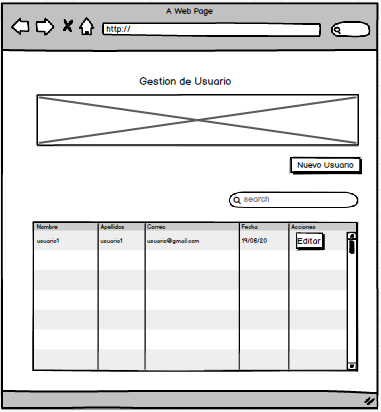 A Web Page
http://
Gestion de Usuario
Nuevo Usuario
search
Nombre Apellidos Correo Fecha Acciones
usuario1 usuario1 usuario@gmail.com 19/08/20 Editar